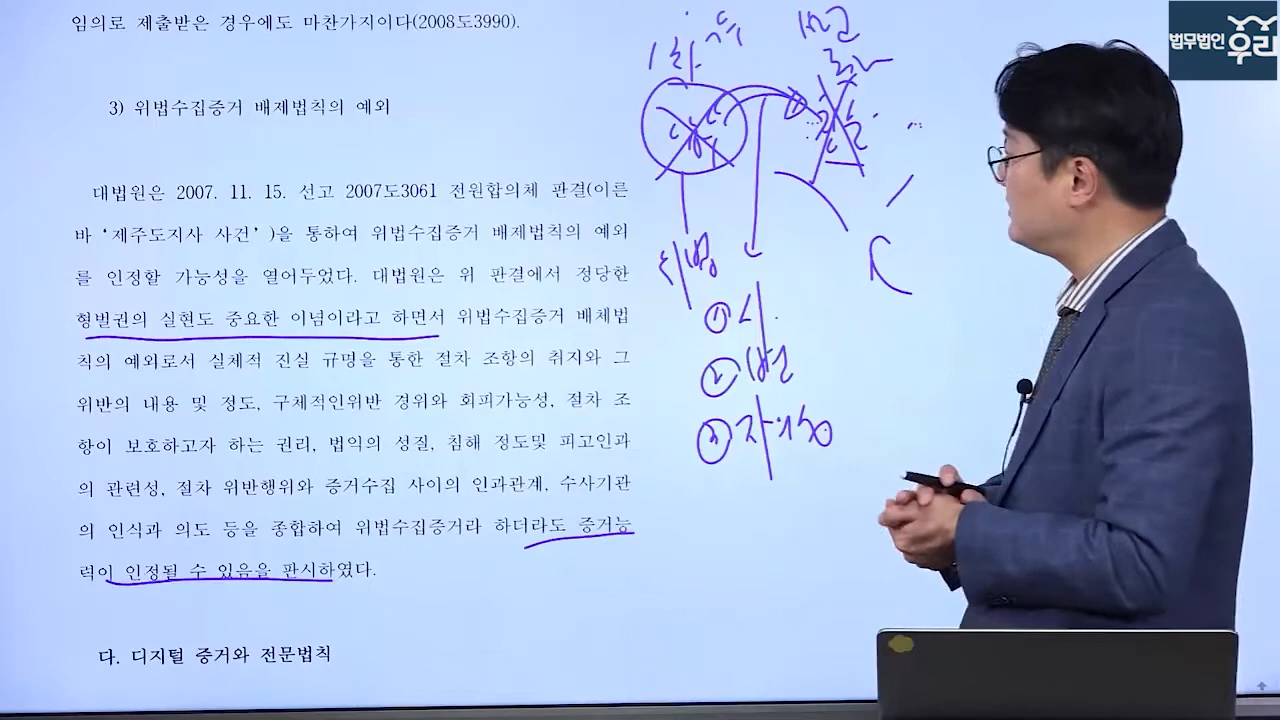 임의로 제출받은 경우에도 마찬가지이다(2008도3990).
3) 위법수집증거 배제법칙의 예외
대법원은 2007. 11. 15. 선고 2007도3061 전원합의체 판결(이른
바 ‘제주도지사 사건’)을 통하여 위법수집증거 배제법칙의 예외
를 인정할 가능성을 열어두었다. 대법원은 위 판결에서 정당한
형벌권의 실현도 중요한 이념이라고 하면서 위법수집증거 배체법
칙의 예외로서 실체적 진실 규명을 통한 절차 조항의 취지와 그
위반의 내용 및 정도, 구체적인위반 경위와 회피가능성, 절차 조
항이 보호하고자 하는 권리, 법익의 성질, 침해 정도및 피고인과
의 관련성, 절차 위반행위와 증거수집 사이의 인과관계, 수사기관
의 인식과 의도 등을 종합하여 위법수집증거라 하더라도 증거능
력이 인정될 수 있음을 판시하였다.
다. 디지털 증거와 전문법칙
1차
위법
① 시
②
③ 자
법무법인 우리